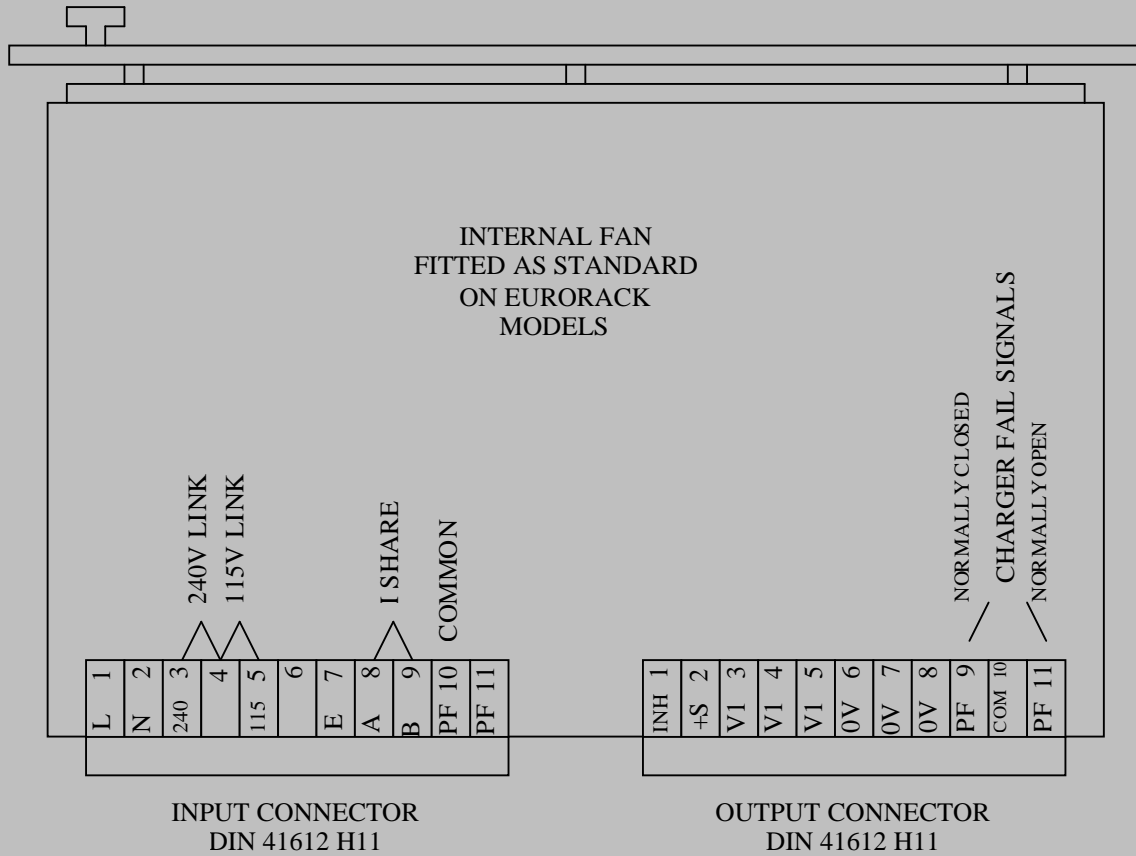 INTERNAL FAN
FITTED AS STANDARD
ON EURORACK
MODELS
240V LINK
115V LINK
I SHARE
COMMON
NORMALLY CLOSED
CHARGER FAIL SIGNALS
NORMALLY OPEN
L 1
N 2
240 3
4
115 5
6
E 7
A 8
B 9
PF 10
PF 11
INH 1
+S 2
V1 3
V1 4
V1 5
0V 6
0V 7
0V 8
PF 9
COM 10
PF 11
INPUT CONNECTOR
DIN 41612 H11
OUTPUT CONNECTOR
DIN 41612 H11